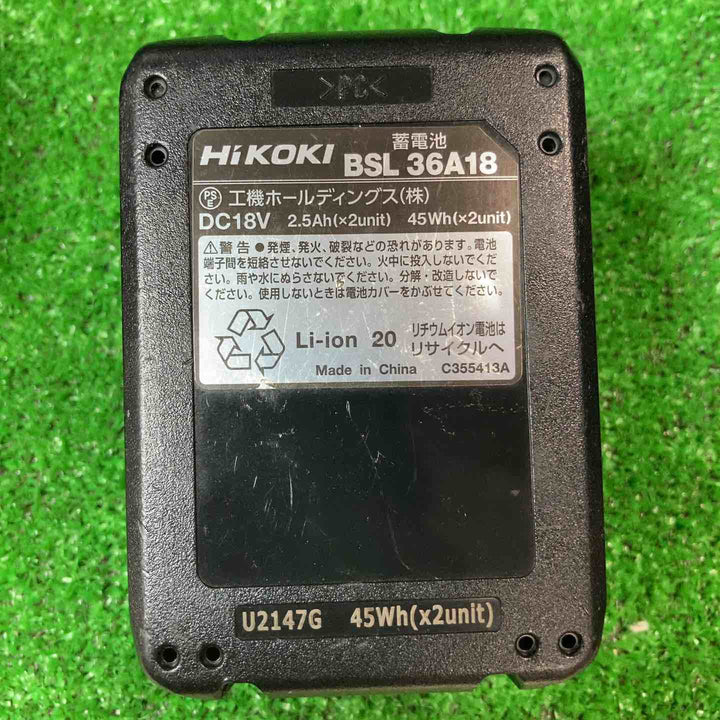 >PC<
蓄電池
HiKOKI BSL 36A18
PSE 工機ホールディングス(株)
DC18V 2.5Ah(×2unit) 45Wh(×2unit)
⚠警告 ●発煙、発火、破裂などの恐れがあります。電池
端子間を短絡させないでください。火中に投入しないでくだ
さい。雨や水にぬらさないでください。分解・改造しないで
ください。使用しないときは電池カバーをかぶせてください。
Li-ion 20 リチウムイオン電池は
リサイクルへ
Made in China C355413A
U2147G 45Wh(x2unit)